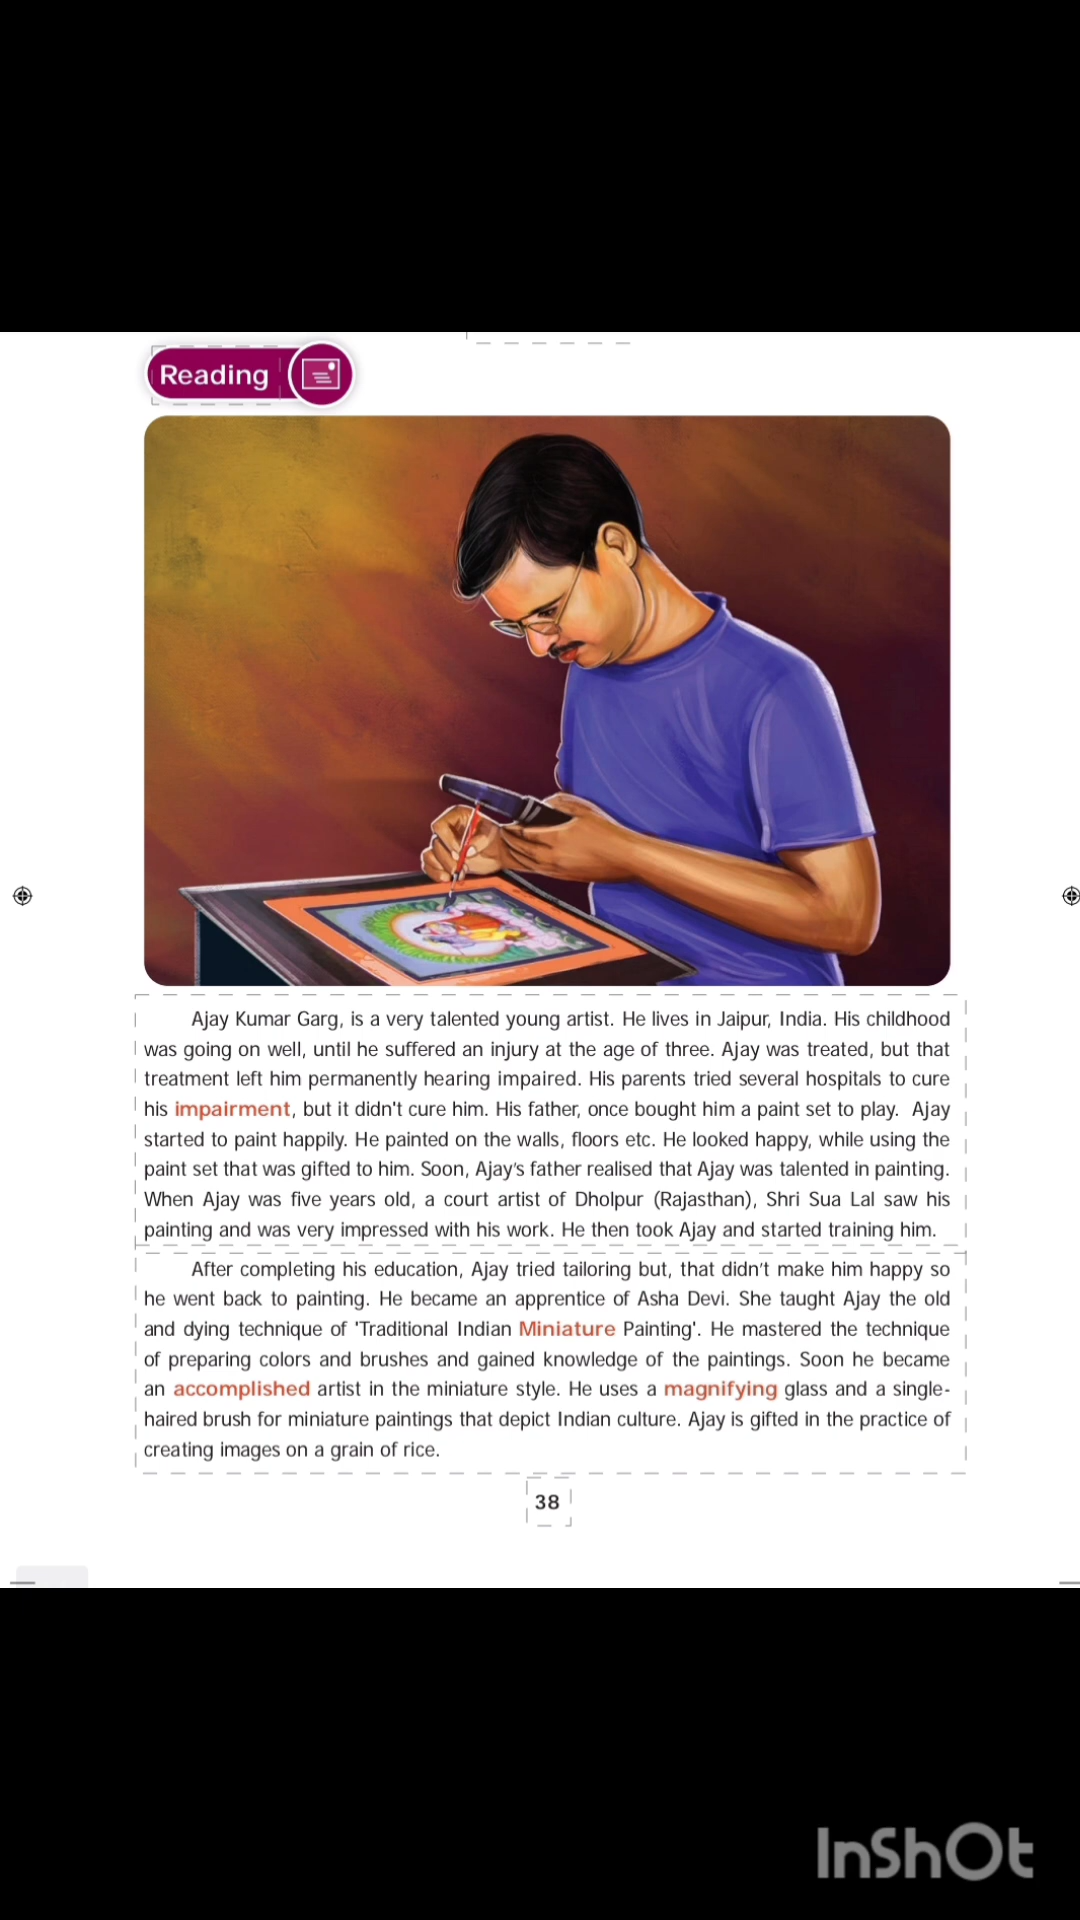 Reading
Ajay Kumar Garg, is a very talented young artist. He lives in Jaipur, India. His childhood
was going on well, until he suffered an injury at the age of three. Ajay was treated, but that
treatment left him permanently hearing impaired. His parents tried several hospitals to cure
his impairment, but it didn't cure him. His father, once bought him a paint set to play. Ajay
started to paint happily. He painted on the walls, floors etc. He looked happy, while using the
paint set that was gifted to him. Soon, Ajay's father realised that Ajay was talented in painting.
When Ajay was five years old, a court artist of Dholpur (Rajasthan), Shri Sua Lal saw his
painting and was very impressed with his work. He then took Ajay and started training him.
After completing his education, Ajay tried tailoring but, that didn't make him happy so
he went back to painting. He became an apprentice of Asha Devi. She taught Ajay the old
and dying technique of 'Traditional Indian Miniature Painting'. He mastered the technique
of preparing colors and brushes and gained knowledge of the paintings. Soon he became
an accomplished artist in the miniature style. He uses a magnifying glass and a single-
haired brush for miniature paintings that depict Indian culture. Ajay is gifted in the practice of
creating images on a grain of rice.
38
InShOt